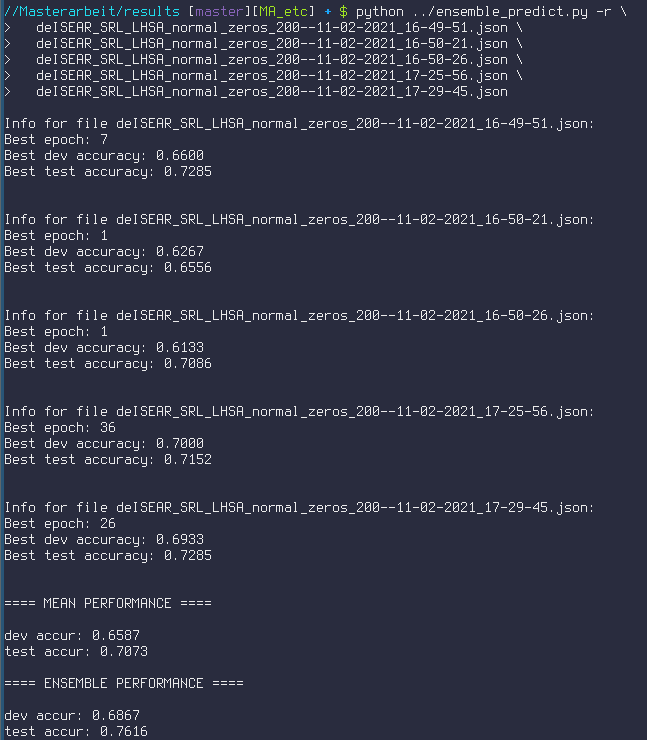 //Masterarbeit/results [master][MA_etc] + $ python ../ensemble_predict.py -r \
>   deISEAR_SRL_LHSA_normal_zeros_200--11-02-2021_16-49-51.json \
>   deISEAR_SRL_LHSA_normal_zeros_200--11-02-2021_16-50-21.json \
>   deISEAR_SRL_LHSA_normal_zeros_200--11-02-2021_16-50-26.json \
>   deISEAR_SRL_LHSA_normal_zeros_200--11-02-2021_17-25-56.json \
>   deISEAR_SRL_LHSA_normal_zeros_200--11-02-2021_17-29-45.json
Info for file deISEAR_SRL_LHSA_normal_zeros_200--11-02-2021_16-49-51.json:
Best epoch: 7
Best dev accuracy: 0.6600
Best test accuracy: 0.7285
Info for file deISEAR_SRL_LHSA_normal_zeros_200--11-02-2021_16-50-21.json:
Best epoch: 1
Best dev accuracy: 0.6267
Best test accuracy: 0.6556
Info for file deISEAR_SRL_LHSA_normal_zeros_200--11-02-2021_16-50-26.json:
Best epoch: 1
Best dev accuracy: 0.6133
Best test accuracy: 0.7086
Info for file deISEAR_SRL_LHSA_normal_zeros_200--11-02-2021_17-25-56.json:
Best epoch: 36
Best dev accuracy: 0.7000
Best test accuracy: 0.7152
Info for file deISEAR_SRL_LHSA_normal_zeros_200--11-02-2021_17-29-45.json:
Best epoch: 26
Best dev accuracy: 0.6933
Best test accuracy: 0.7285
==== MEAN PERFORMANCE ====
dev accur: 0.6587
test accur: 0.7073
==== ENSEMBLE PERFORMANCE ====
dev accur: 0.6867
test accur: 0.7616